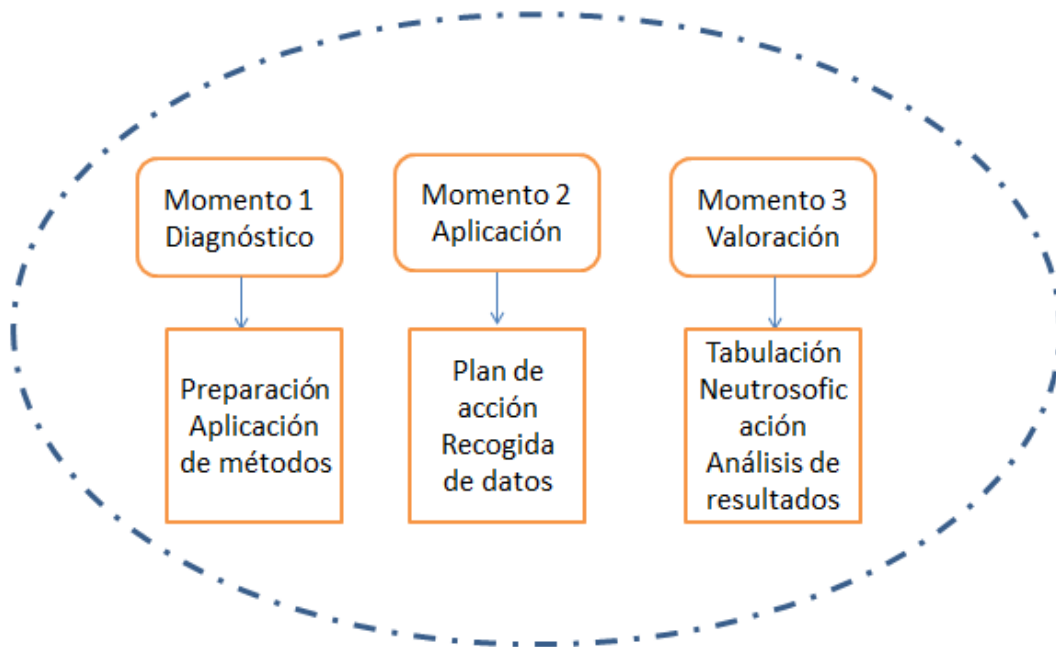 Momento 1
Diagnóstico
Momento 2
Aplicación
Momento 3
Valoración
Preparación
Aplicación
de métodos
Plan de
acción
Recogida
de datos
Tabulación
Neutrosofic
ación
Análisis de
resultados